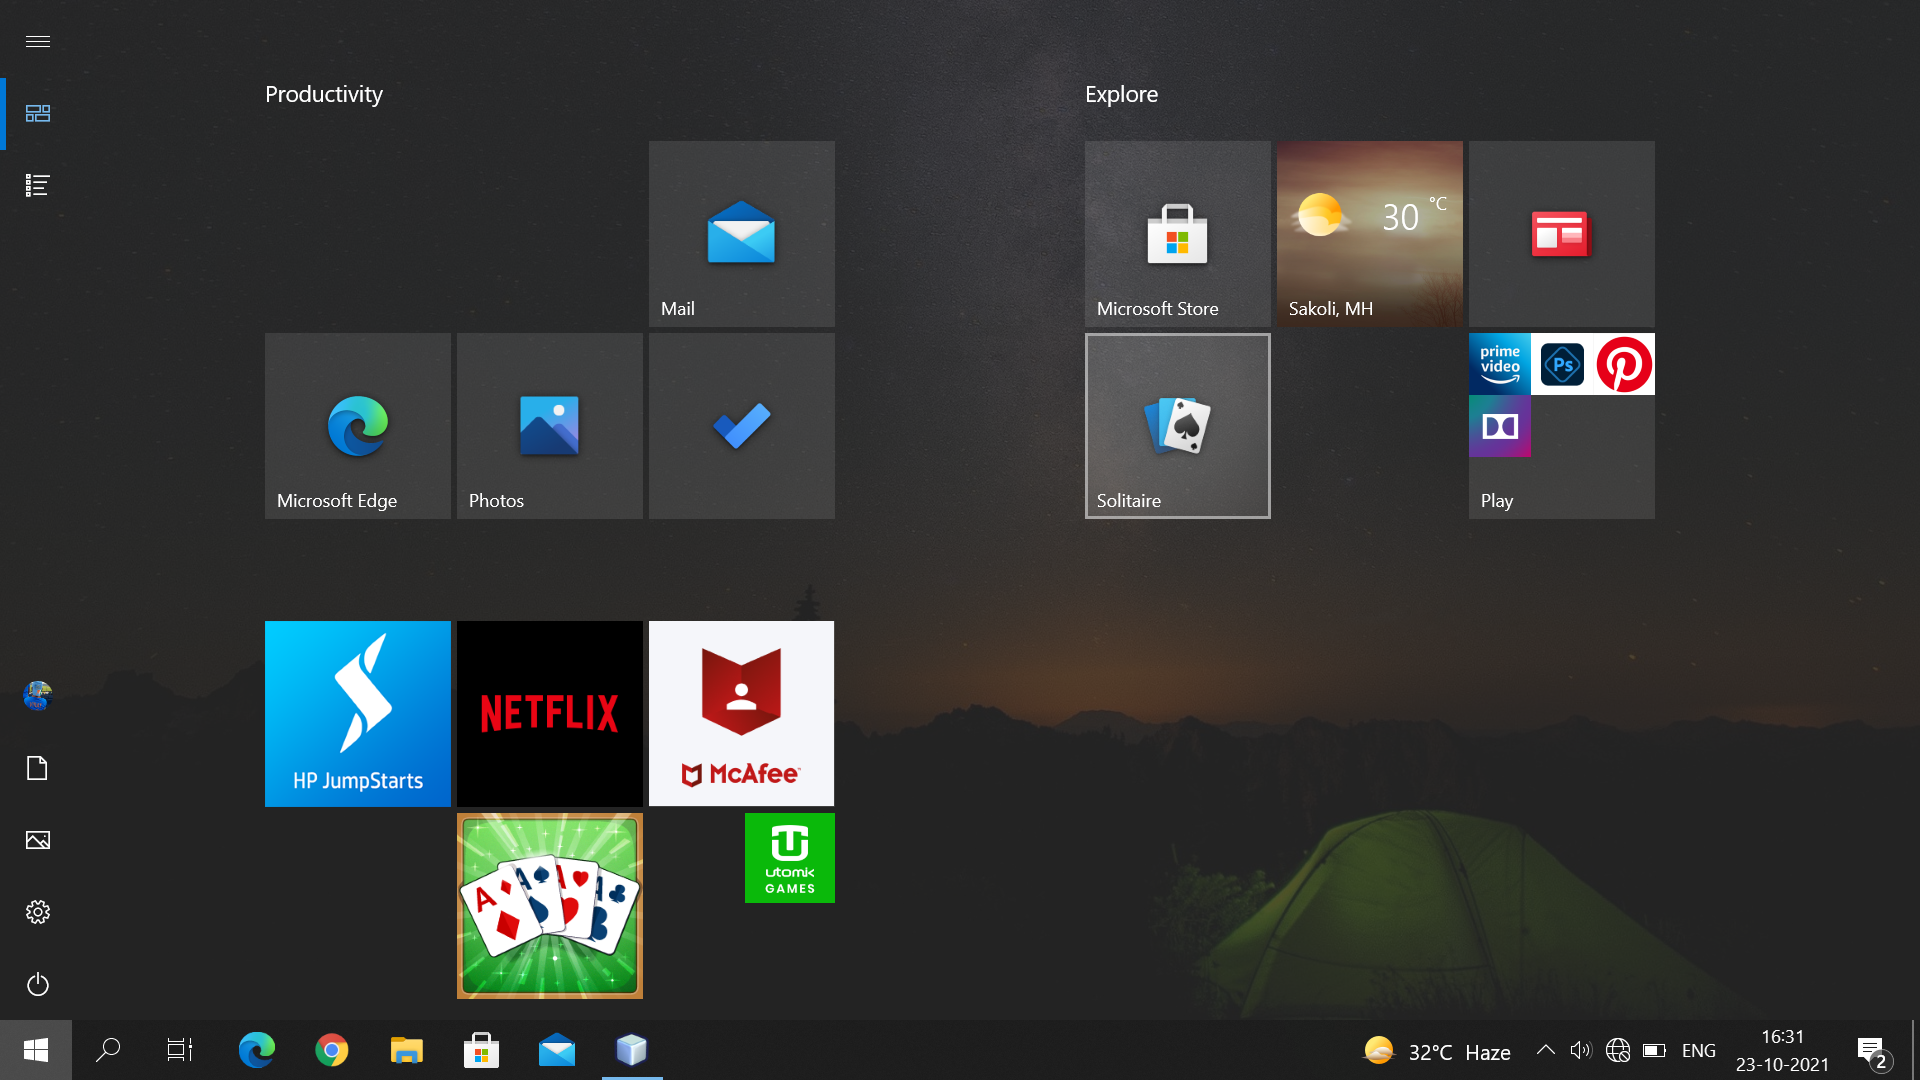 Productivity
Explore
Mail
Microsoft Store
30 °C
Sakoli, MH
prime video
Ps
Microsoft Edge
Photos
Solitaire
Play
HP JumpStarts
NETFLIX
McAfee™
A A A A
utomik
GAMES
32°C Haze
ENG
16:31
23-10-2021
2